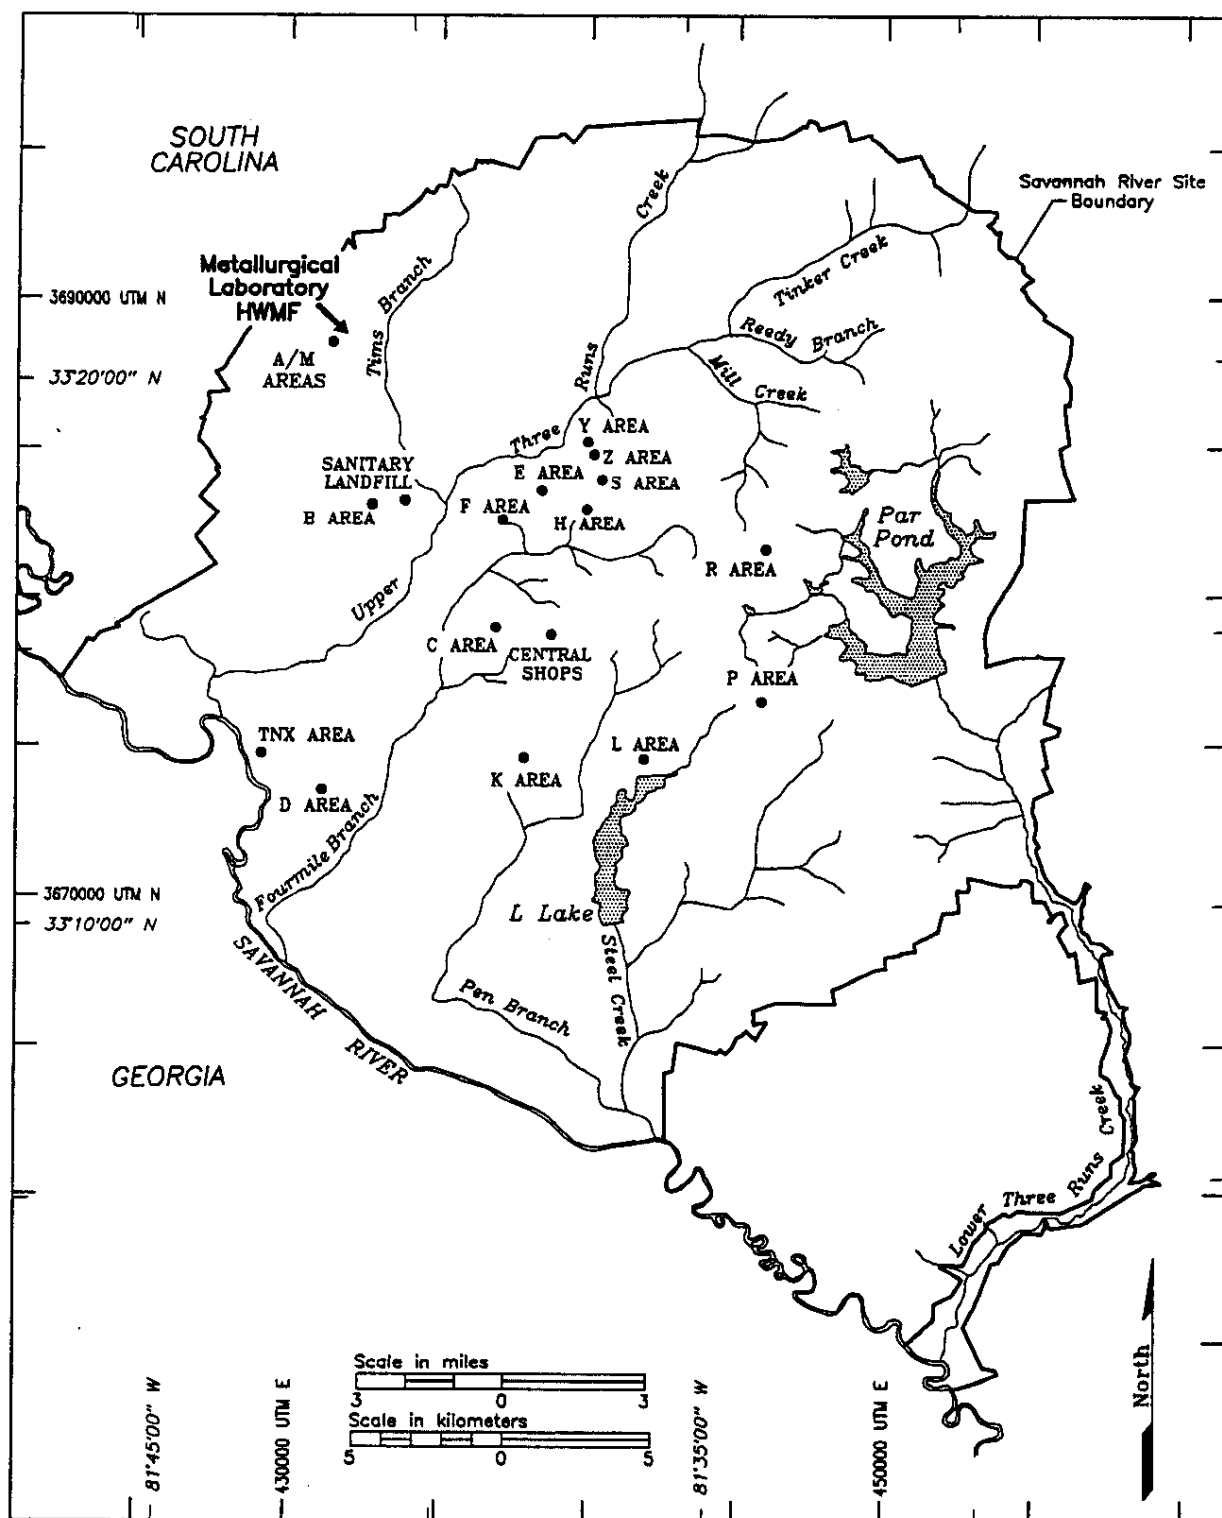 SOUTH
CAROLINA
Savannah River Site
Boundary
Creek
Tinker Creek
Metallurgical
Laboratory
HWMF
Branch
Tims
3690000 UTM N
Reedy Branch
A/M
AREAS
33°20'00" N
Runs
Mill Creek
Three
Y AREA
Z AREA
SANITARY
LANDFILL
E AREA
S AREA
B AREA
F AREA
H AREA
Par
Pond
R AREA
Upper
C AREA
CENTRAL
SHOPS
P AREA
TNX AREA
L AREA
K AREA
D AREA
Fourmile Branch
3670000 UTM N
33°10'00" N
L Lake
Steel Creek
SAVANNAH
RIVER
Pen Branch
GEORGIA
Lower Three Runs Creek
North
Scale in miles
3 0 3
Scale in kilometers
5 0 5
81°45'00" W
430000 UTM E
81°35'00" W
450000 UTM E